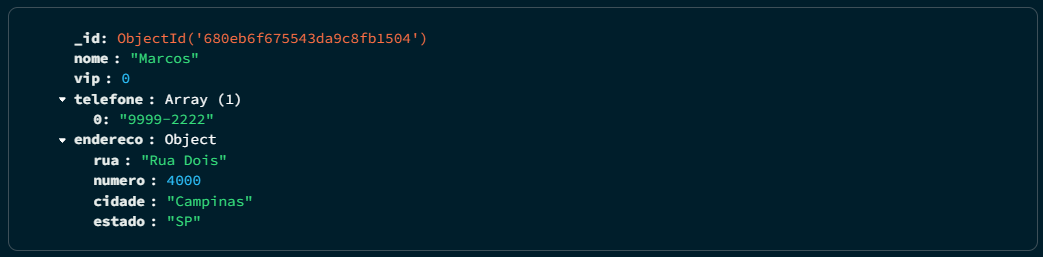 _id: ObjectId('680eb6f675543da9c8fb1504')
nome : "Marcos"
vip : 0
telefone : Array (1)
0: "9999-2222"
endereco : Object
rua : "Rua Dois"
numero : 4000
cidade : "Campinas"
estado : "SP"